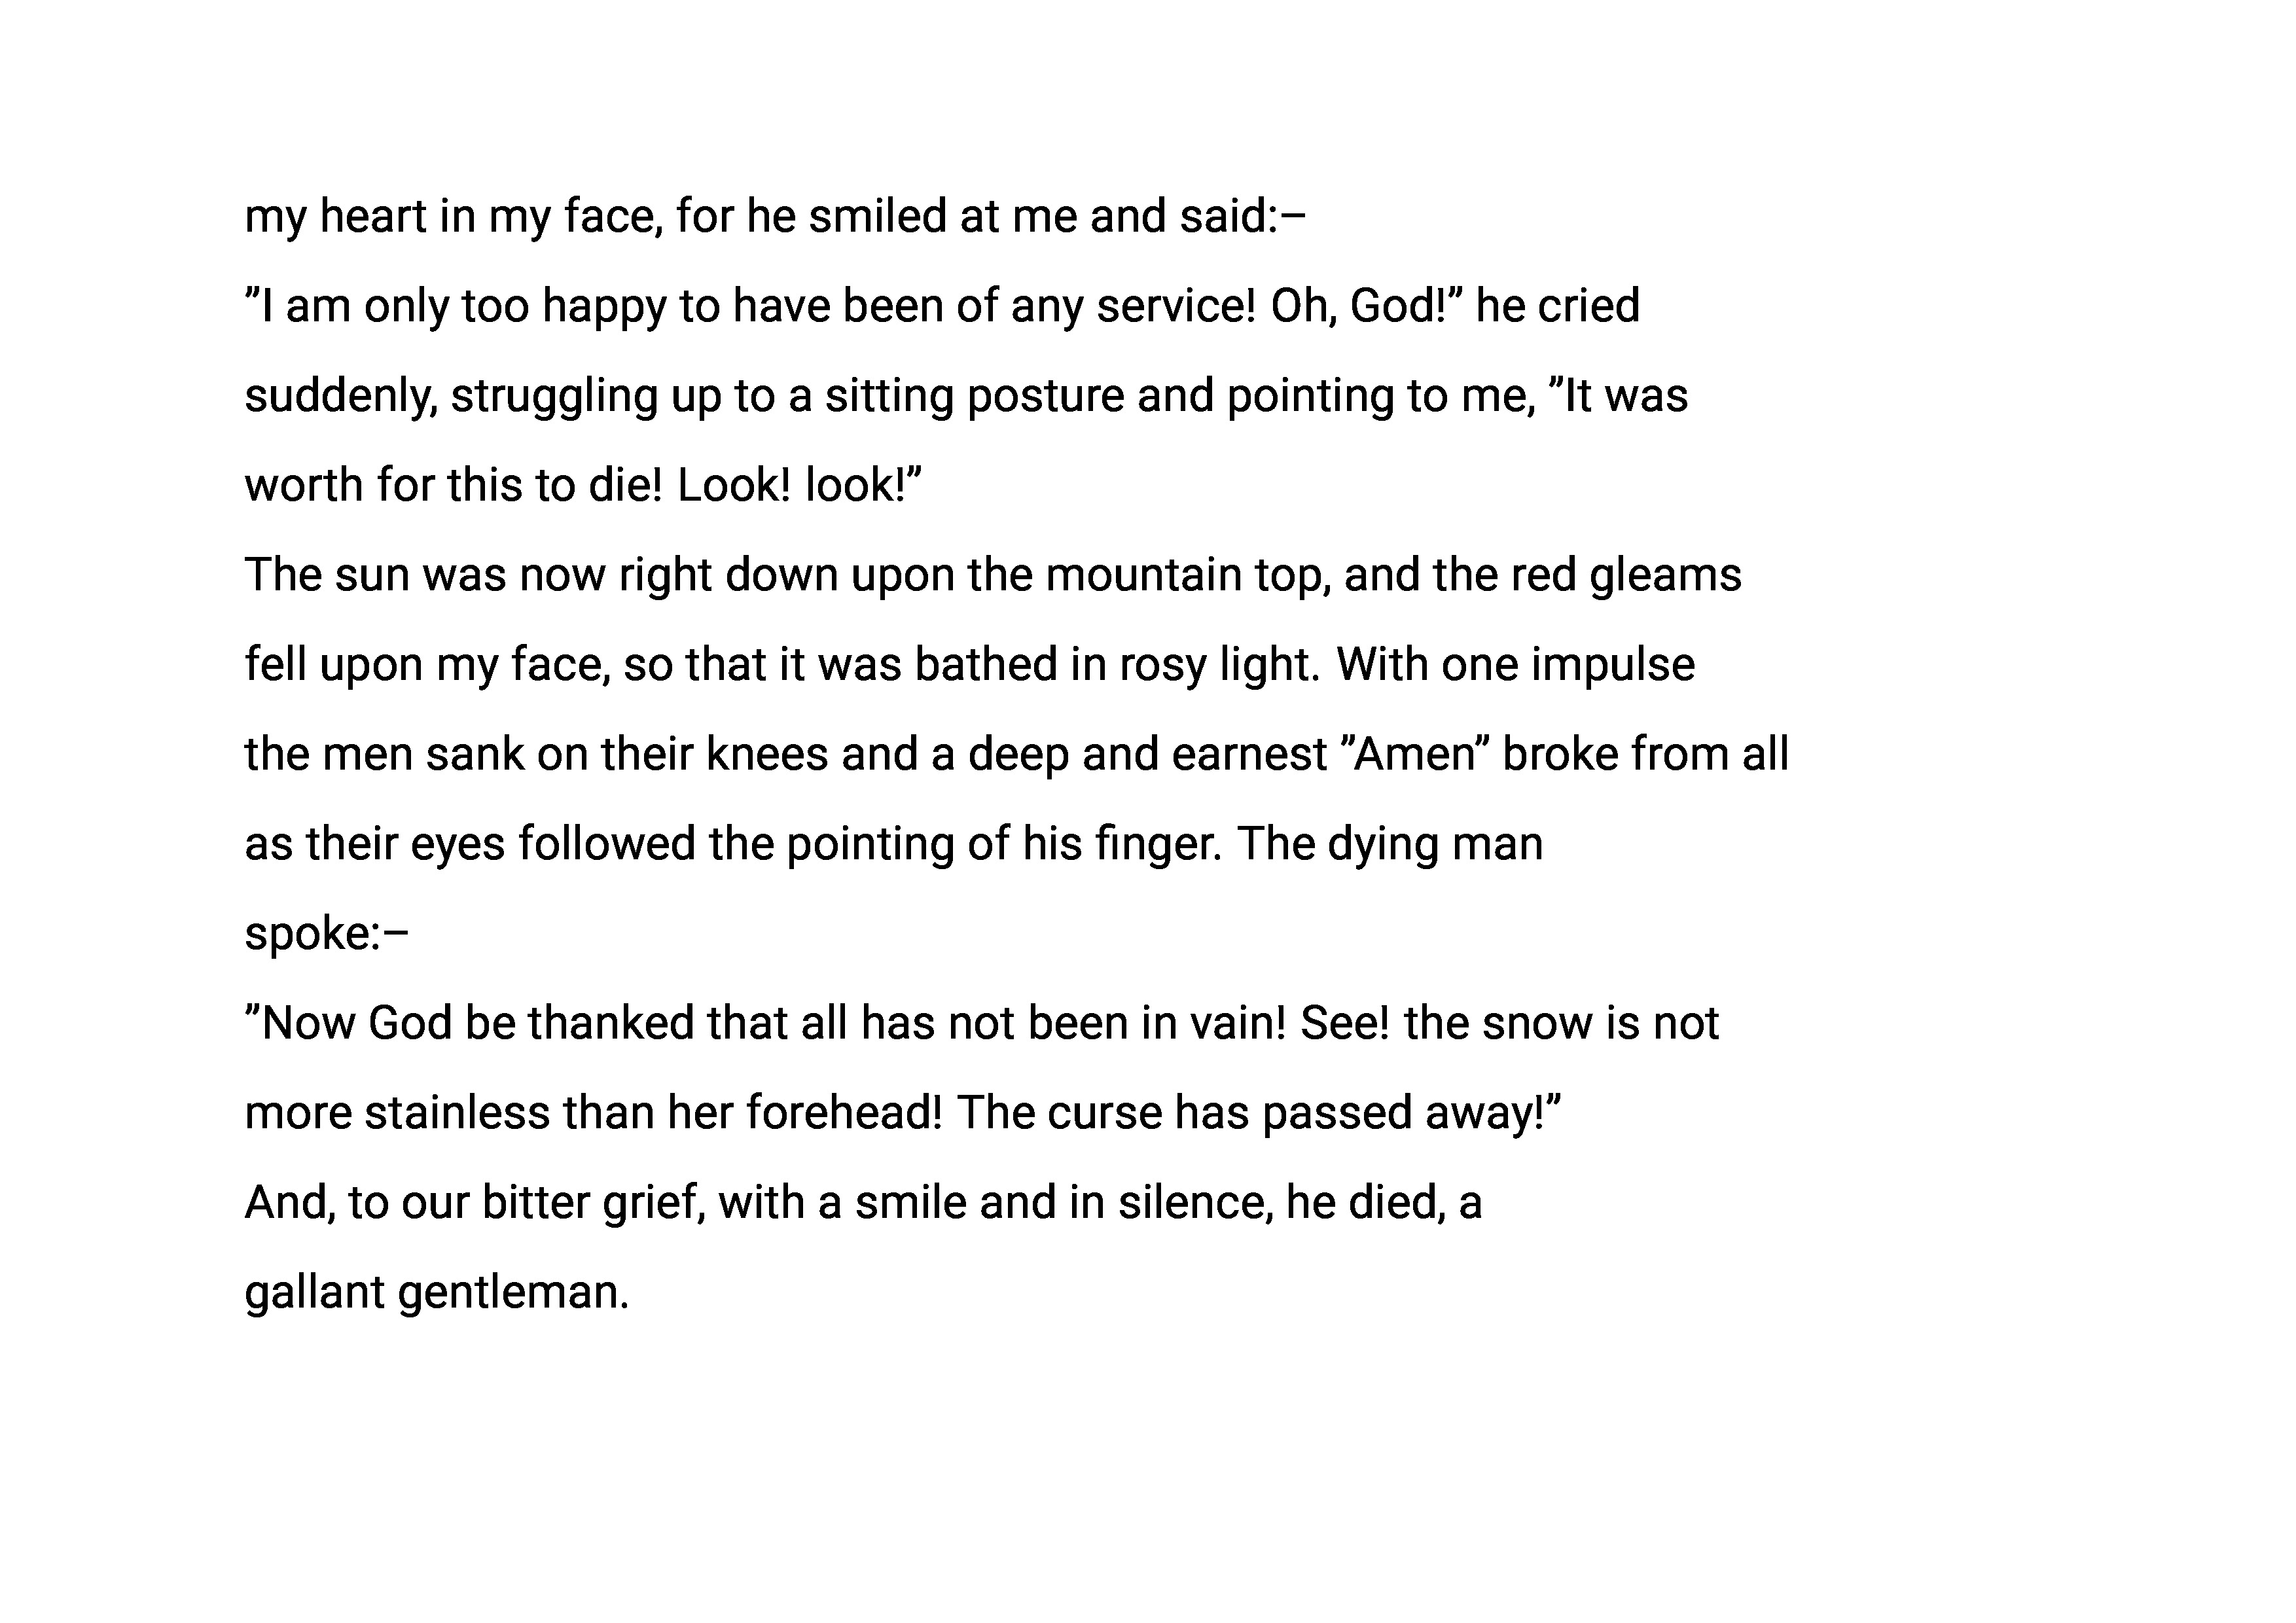 my heart in my face, for he smiled at me and said:–
”I am only too happy to have been of any service! Oh, God!” he cried
suddenly, struggling up to a sitting posture and pointing to me, ”It was
worth for this to die! Look! look!”
The sun was now right down upon the mountain top, and the red gleams
fell upon my face, so that it was bathed in rosy light. With one impulse
the men sank on their knees and a deep and earnest ”Amen” broke from all
as their eyes followed the pointing of his finger. The dying man
spoke:–
”Now God be thanked that all has not been in vain! See! the snow is not
more stainless than her forehead! The curse has passed away!”
And, to our bitter grief, with a smile and in silence, he died, a
gallant gentleman.